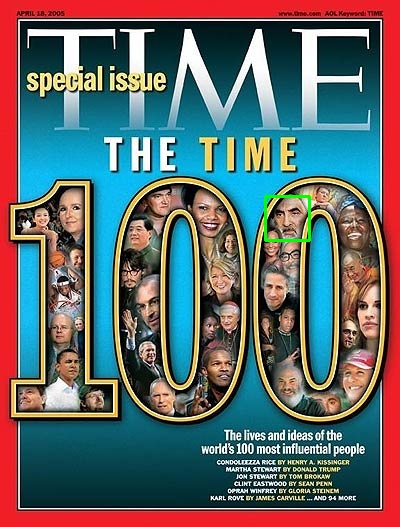 APRIL 18, 2005
www.time.com AOL Keyword: TIME
TIME
special issue
THE TIME
100
The lives and ideas of the
world's 100 most influential people
CONDOLEEZZA RICE BY HENRY A. KISSINGER
MARTHA STEWART BY DONALD TRUMP
JON STEWART BY TOM BROKAW
CLINT EASTWOOD BY SEAN PENN
OPRAH WINFREY BY GLORIA STEINEM
KARL ROVE BY JAMES CARVILLE ... AND 94 MORE